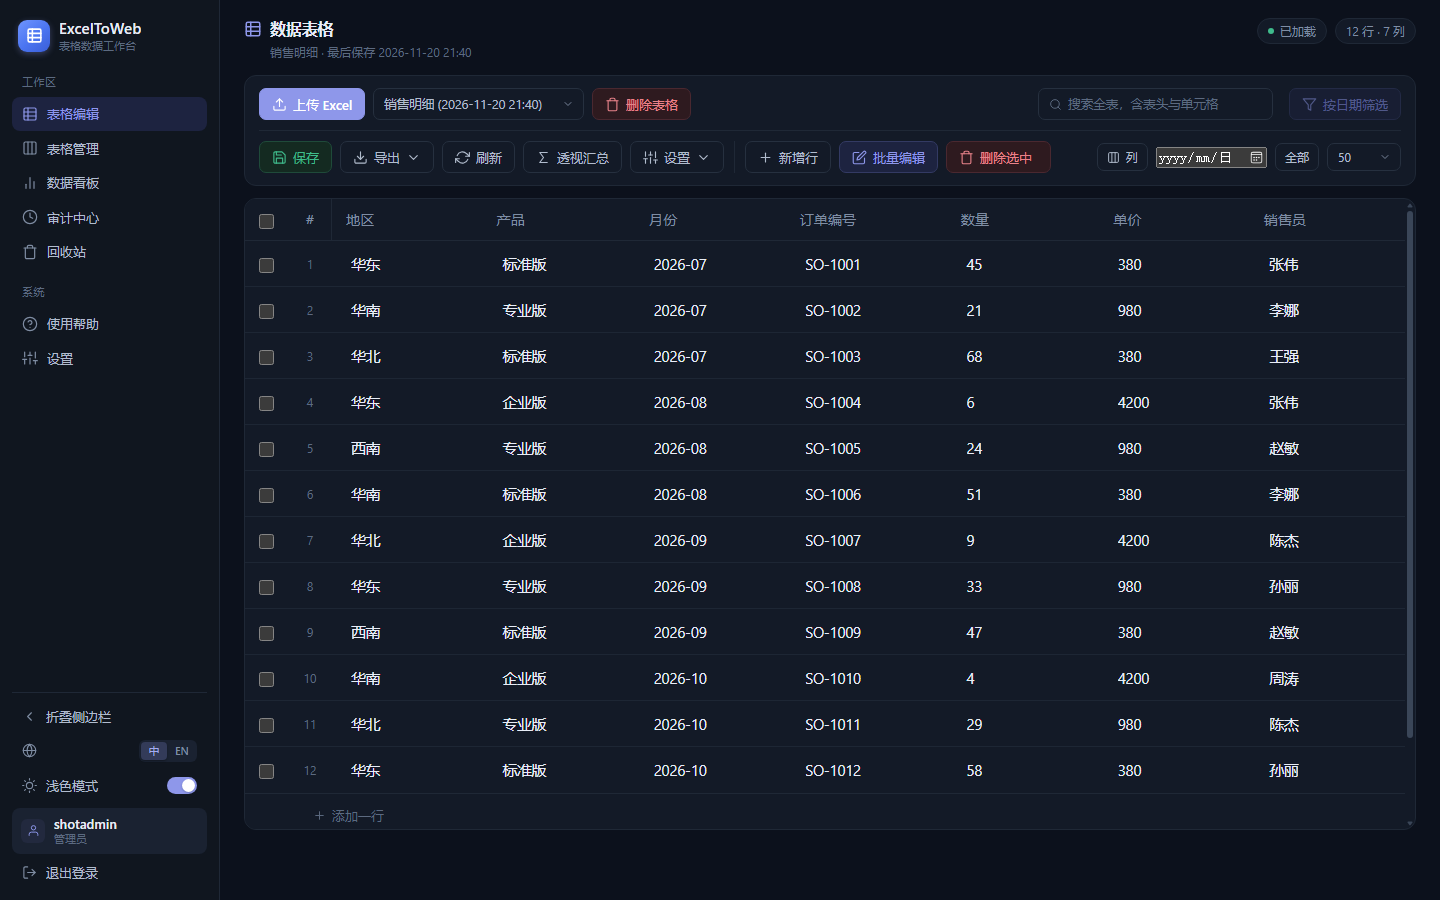 ExcelToWeb
表格数据工作台
工作区
表格编辑
表格管理
数据看板
审计中心
回收站
系统
使用帮助
设置
折叠侧边栏
中 EN
浅色模式
shotadmin
管理员
退出登录
数据表格
销售明细 · 最后保存 2026-11-20 21:40
已加载 12 行 · 7 列
上传 Excel 销售明细 (2026-11-20 21:40) 删除表格 搜索全表，含表头与单元格 按日期筛选
保存 导出 刷新 透视汇总 设置 新增行 批量编辑 删除选中 列 yyyy/mm/日 全部 50
# 地区 产品 月份 订单编号 数量 单价 销售员
1 华东 标准版 2026-07 SO-1001 45 380 张伟
2 华南 专业版 2026-07 SO-1002 21 980 李娜
3 华北 标准版 2026-07 SO-1003 68 380 王强
4 华东 企业版 2026-08 SO-1004 6 4200 张伟
5 西南 专业版 2026-08 SO-1005 24 980 赵敏
6 华南 标准版 2026-08 SO-1006 51 380 李娜
7 华北 企业版 2026-09 SO-1007 9 4200 陈杰
8 华东 专业版 2026-09 SO-1008 33 980 孙丽
9 西南 标准版 2026-09 SO-1009 47 380 赵敏
10 华南 企业版 2026-10 SO-1010 4 4200 周涛
11 华北 专业版 2026-10 SO-1011 29 980 陈杰
12 华东 标准版 2026-10 SO-1012 58 380 孙丽
+ 添加一行